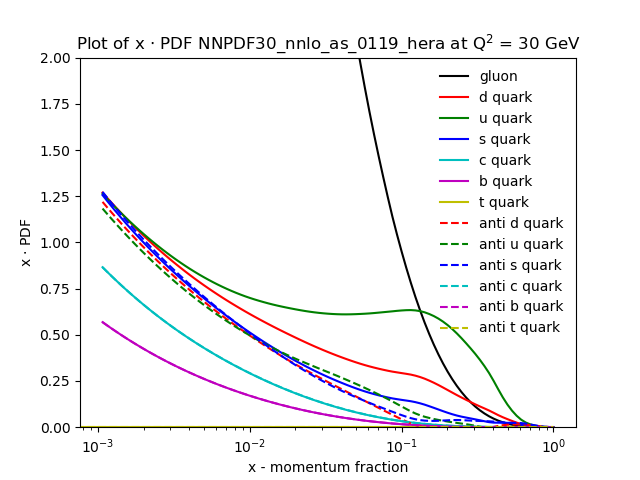 Plot of x · PDF NNPDF30_nnlo_as_0119_hera at Q² = 30 GeV
2.00
1.75
1.50
1.25
1.00
0.75
0.50
0.25
0.00
x · PDF
gluon
d quark
u quark
s quark
c quark
b quark
t quark
anti d quark
anti u quark
anti s quark
anti c quark
anti b quark
anti t quark
10⁻³ 10⁻² 10⁻¹ 10⁰
x - momentum fraction